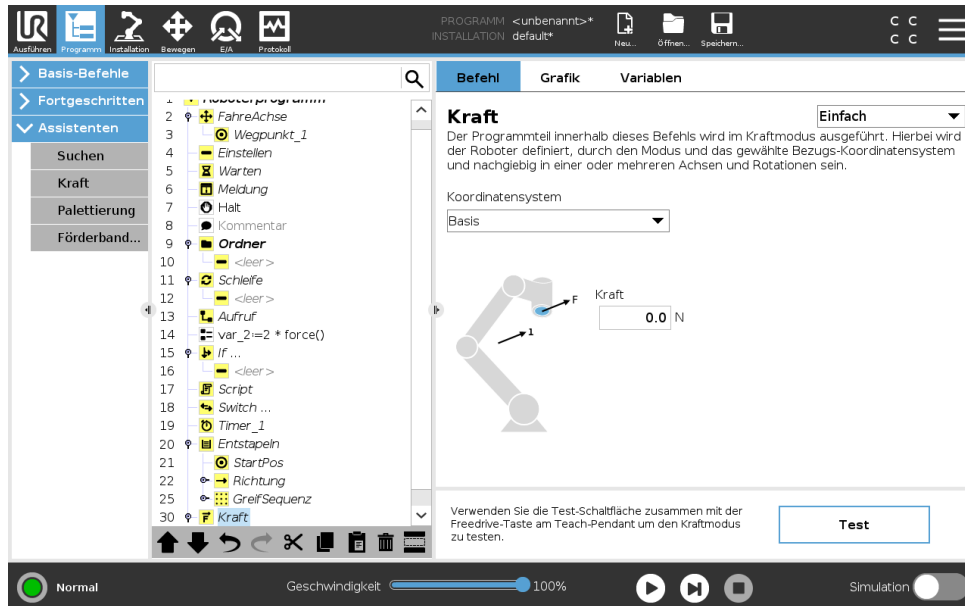 PROGRAMM <unbenannt>*
INSTALLATION default*
Ausführen Programm Installation Bewegen E/A Protokoll
Neu... Öffnen... Speichern...
C C
C C
Basis-Befehle
Fortgeschritten
Assistenten
Suchen
Kraft
Palettierung
Förderband...
1 Roboterprogramm
2 FahreAchse
3 Wegpunkt_1
4 Einstellen
5 Warten
6 Meldung
7 Halt
8 Kommentar
9 Ordner
10 <leer>
11 Schleife
12 <leer>
13 Aufruf
14 var_2:=2 * force()
15 If ...
16 <leer>
17 Script
18 Switch ...
19 Timer_1
20 Entstapeln
21 StartPos
22 Richtung
25 GreifSequenz
30 Kraft
Befehl Grafik Variablen
Kraft
Einfach
Der Programmteil innerhalb dieses Befehls wird im Kraftmodus ausgeführt. Hierbei wird
der Roboter definiert, durch den Modus und das gewählte Bezugs-Koordinatensystem
und nachgiebig in einer oder mehreren Achsen und Rotationen sein.
Koordinatensystem
Basis
F
1
Kraft
0.0 N
Verwenden Sie die Test-Schaltfläche zusammen mit der
Freedrive-Taste am Teach-Pendant um den Kraftmodus
zu testen.
Test
Normal
Geschwindigkeit 100%
Simulation